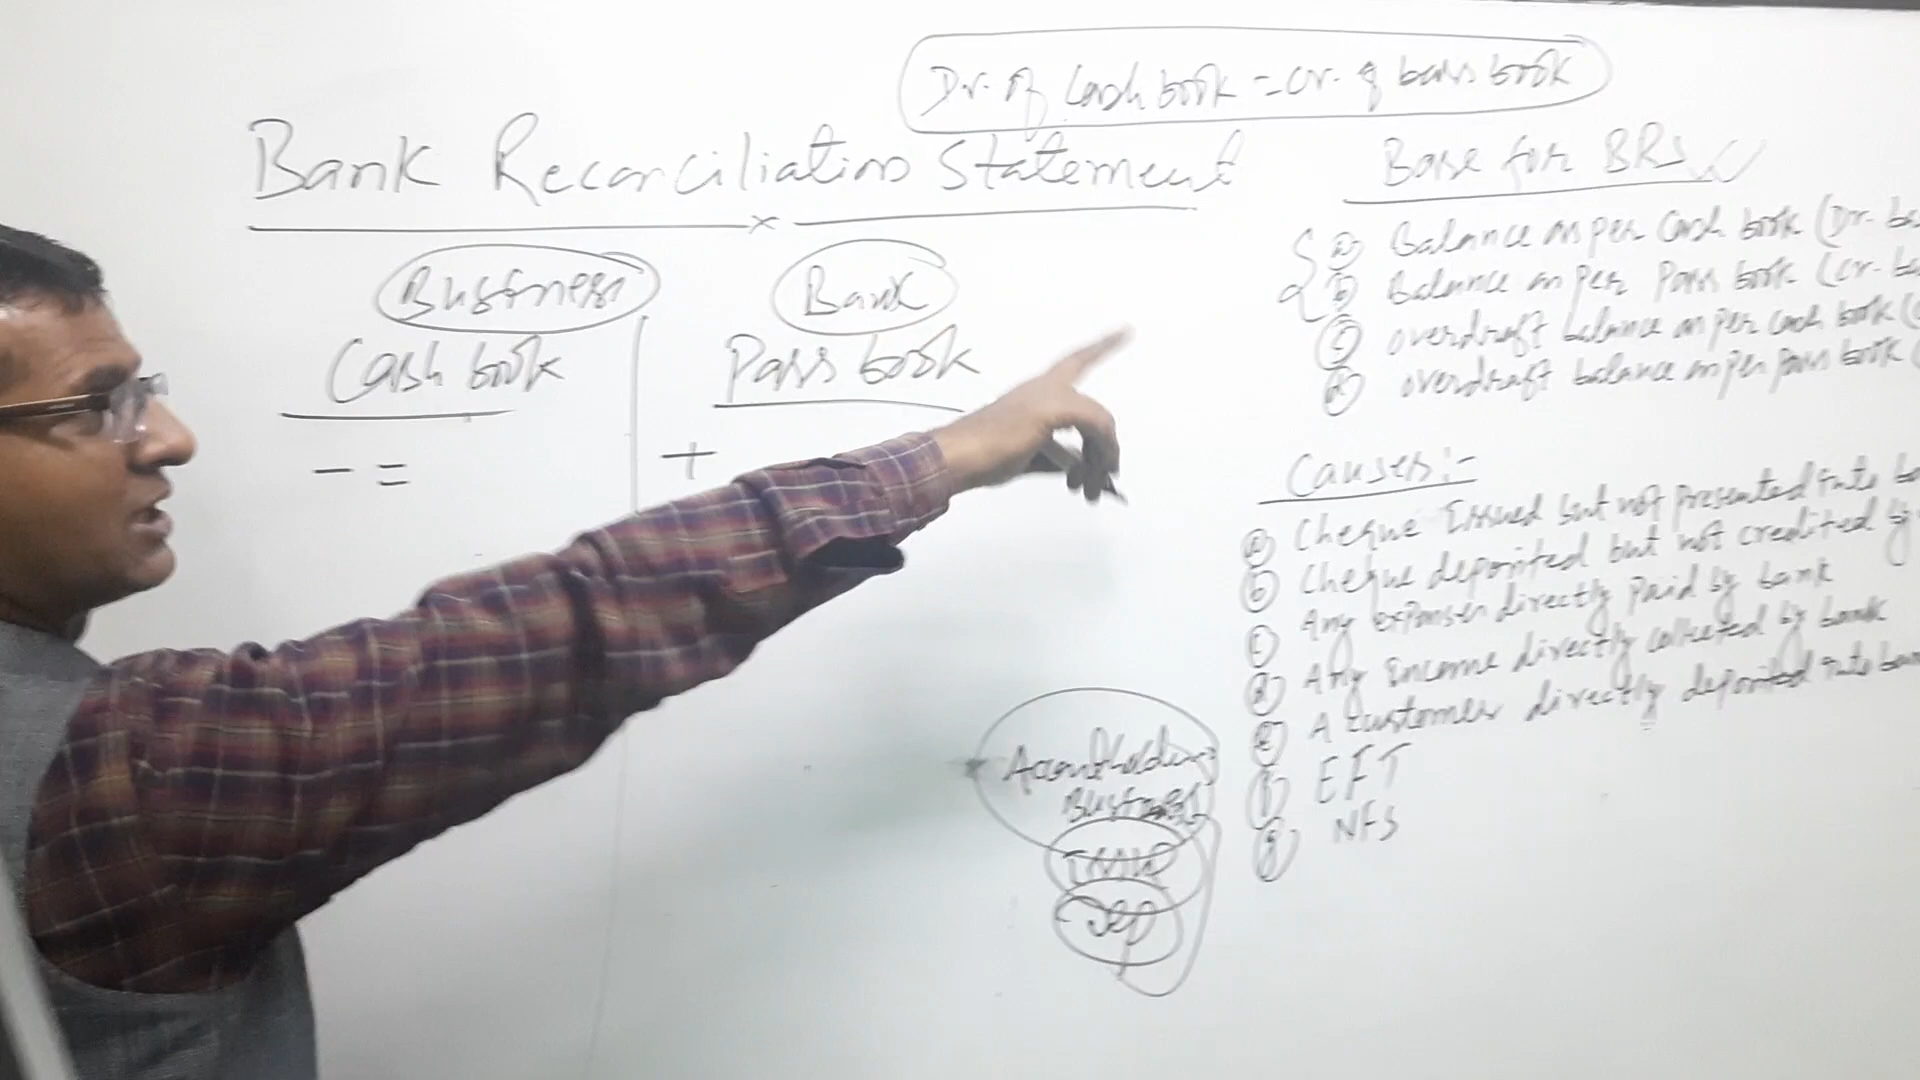 Dr. of Cash book = Cr. of pass book
Bank Reconciliation Statement
Business
Bank
Cash book
Pass book
- =
+
Base for BRS
a) Balance as per Cash book (Dr.
b) Balance as per Pass book (Cr.
c) overdraft balance as per Cash book (
d) overdraft balance as per pass book (
Causes:-
a) Cheque Issued but not presented into
b) Cheque deposited but not credited by
c) Any expenses directly paid by bank
d) Any Income directly collected by bank
e) A customer directly deposited into
f) EFT
g) NFS
Business
Issue
Dep